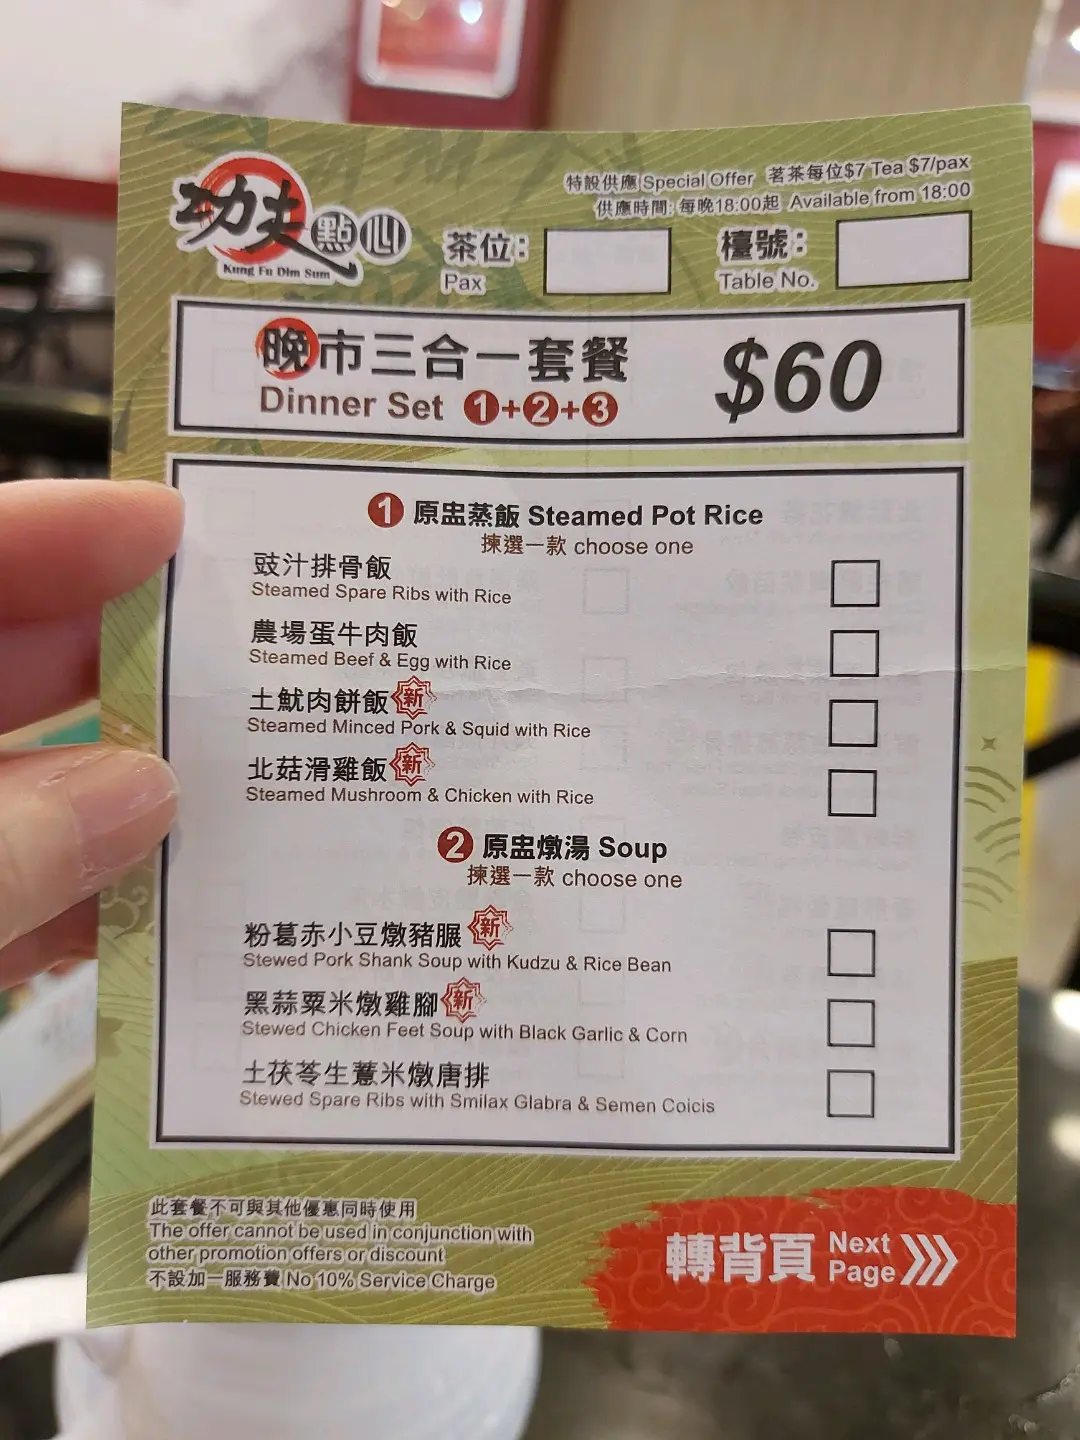 功夫點心
Kung Fu Dim Sum
特設供應 Special Offer 茗茶每位$7 Tea $7/pax
供應時間: 每晚18:00起 Available from 18:00
茶位:
Pax
檯號:
Table No.
晚市三合一套餐
Dinner Set 1+2+3
$60
1 原盅蒸飯 Steamed Pot Rice
揀選一款 choose one
豉汁排骨飯
Steamed Spare Ribs with Rice
農場蛋牛肉飯
Steamed Beef & Egg with Rice
土魷肉餅飯 新
Steamed Minced Pork & Squid with Rice
北菇滑雞飯 新
Steamed Mushroom & Chicken with Rice
2 原盅燉湯 Soup
揀選一款 choose one
粉葛赤小豆燉豬𦟌 新
Stewed Pork Shank Soup with Kudzu & Rice Bean
黑蒜粟米燉雞腳 新
Stewed Chicken Feet Soup with Black Garlic & Corn
土茯苓生薏米燉唐排
Stewed Spare Ribs with Smilax Glabra & Semen Coicis
此套餐不可與其他優惠同時使用
The offer cannot be used in conjunction with
other promotion offers or discount
不設加一服務費 No 10% Service Charge
轉背頁 Next
Page